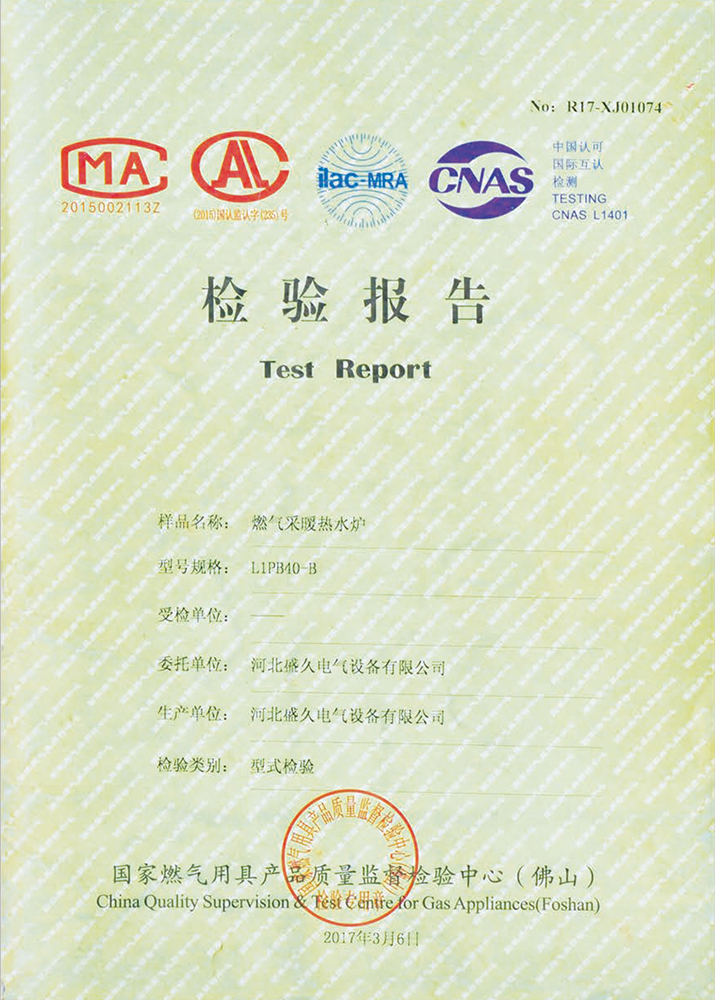 No: R17-XJ01074
MA
2015002113Z
CAL
(2015)国认监认字(235)号
ilac-MRA
CNAS
中国认可
国际互认
检测
TESTING
CNAS L1401
检验报告
Test Report
样品名称: 燃气采暖热水炉
型号规格: L1PB40-B
受检单位: ——
委托单位: 河北盛久电气设备有限公司
生产单位: 河北盛久电气设备有限公司
检验类别: 型式检验
国家燃气用具产品质量监督检验中心(佛山)
China Quality Supervision & Test Centre for Gas Appliances(Foshan)
检验专用章
2017年3月6日